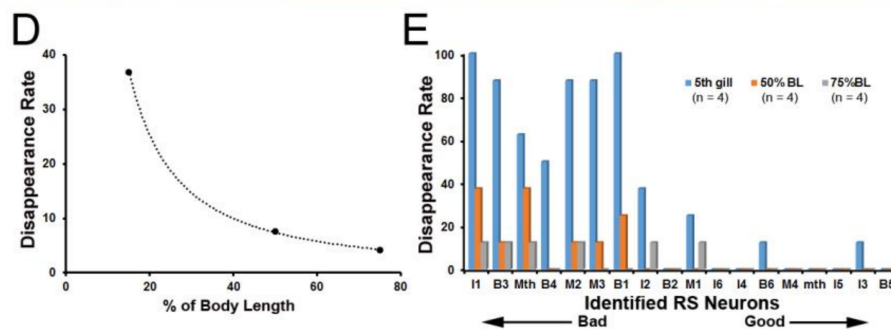 D
40
30
20
10
0
0 20 40 60 80
Disappearance Rate
% of Body Length
E
100
80
60
40
20
0
Disappearance Rate
5th gill 50% BL 75%BL
(n = 4) (n = 4) (n = 4)
I1 B3 Mth B4 M2 M3 B1 I2 B2 M1 I6 I4 B6 M4 mth I5 I3 B5
Identified RS Neurons
Bad Good